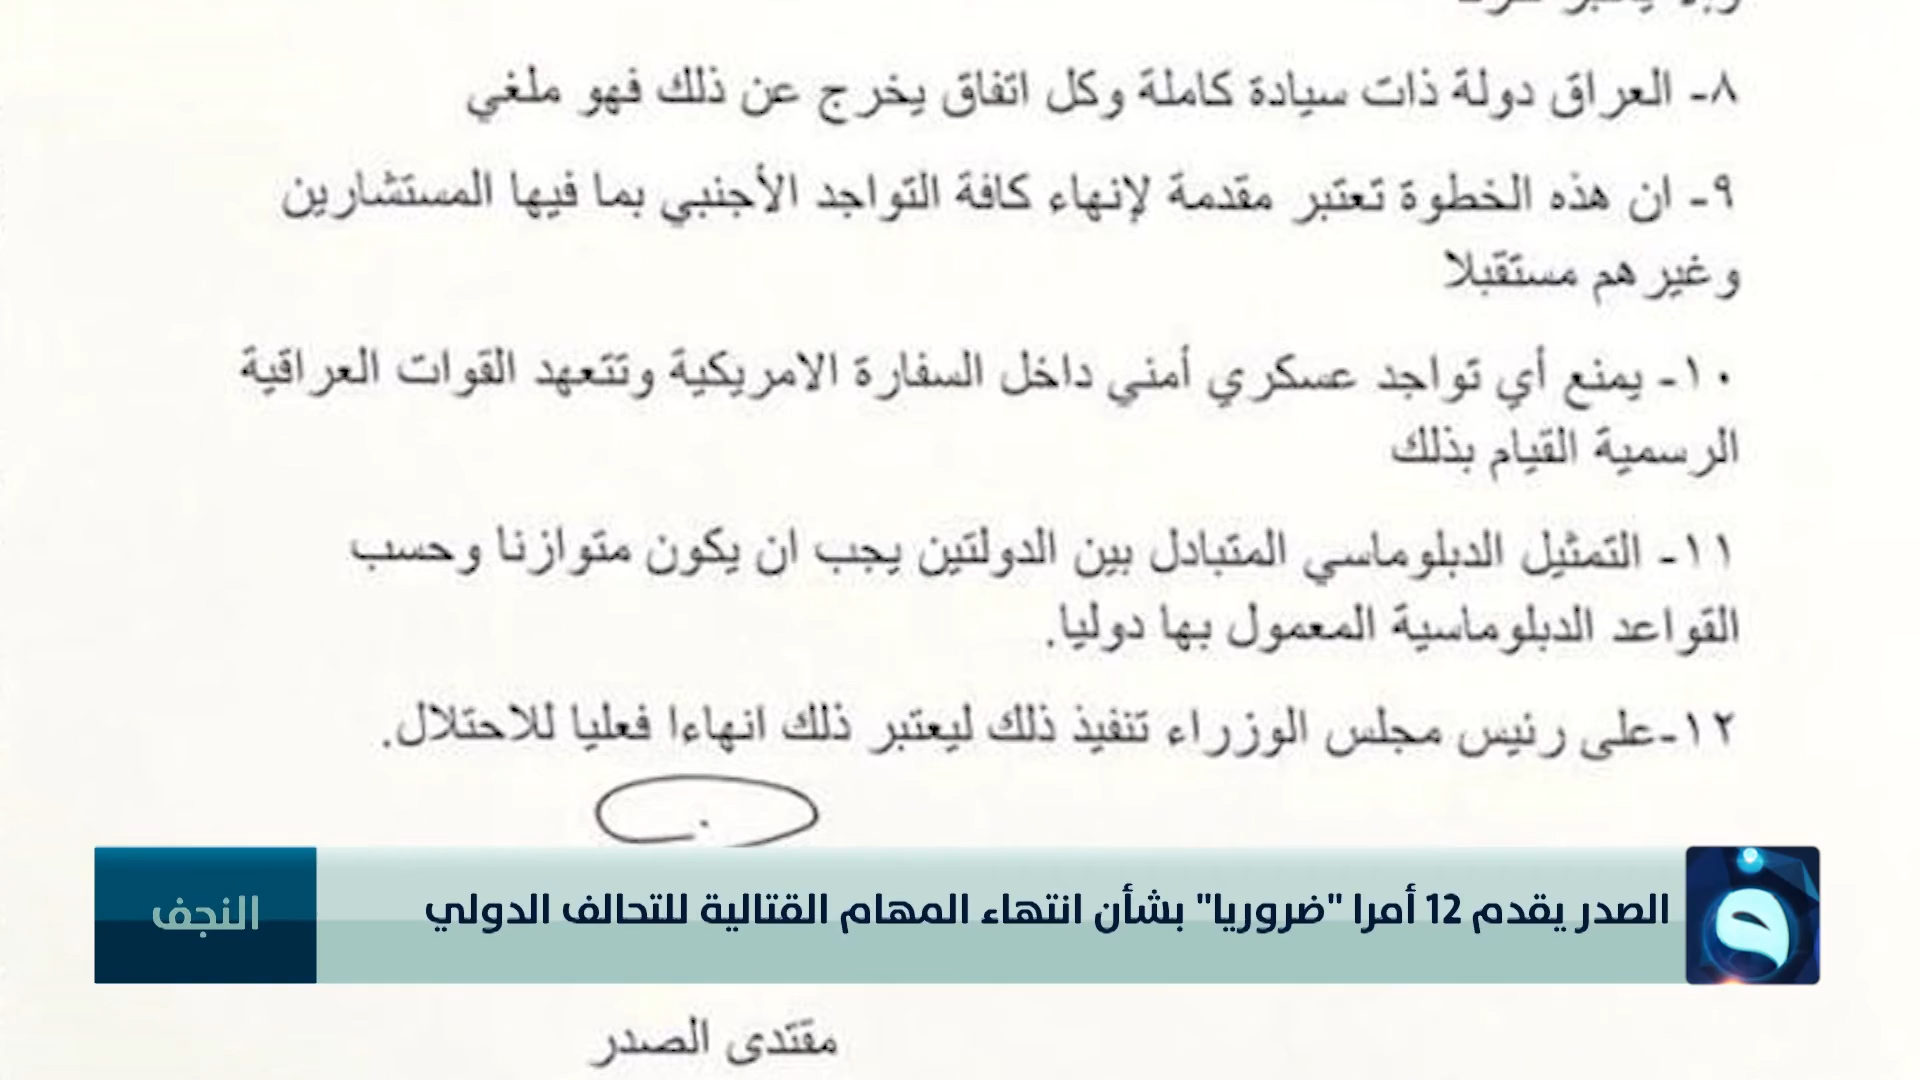 ٨- العراق دولة ذات سيادة كاملة وكل اتفاق يخرج عن ذلك فهو ملغي
٩- ان هذه الخطوة تعتبر مقدمة لإنهاء كافة التواجد الأجنبي بما فيها المستشارين
وغيرهم مستقبلا
١٠- يمنع أي تواجد عسكري أمني داخل السفارة الامريكية وتتعهد القوات العراقية
الرسمية القيام بذلك
١١- التمثيل الدبلوماسي المتبادل بين الدولتين يجب ان يكون متوازنا وحسب
القواعد الدبلوماسية المعمول بها دوليا.
١٢-على رئيس مجلس الوزراء تنفيذ ذلك ليعتبر ذلك انهاءا فعليا للاحتلال.
الصدر يقدم 12 أمرا "ضروريا" بشأن انتهاء المهام القتالية للتحالف الدولي
النجف
مقتدى الصدر